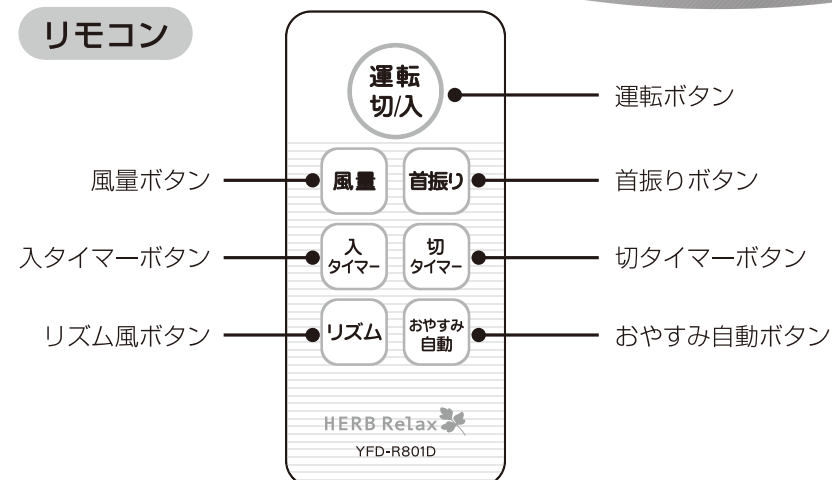 リモコン
運転
切/入
運転ボタン
風量ボタン
風量
首振り
首振りボタン
入タイマーボタン
入
タイマー
切
タイマー
切タイマーボタン
リズム風ボタン
リズム
おやすみ
自動
おやすみ自動ボタン
HERB Relax
YFD-R801D